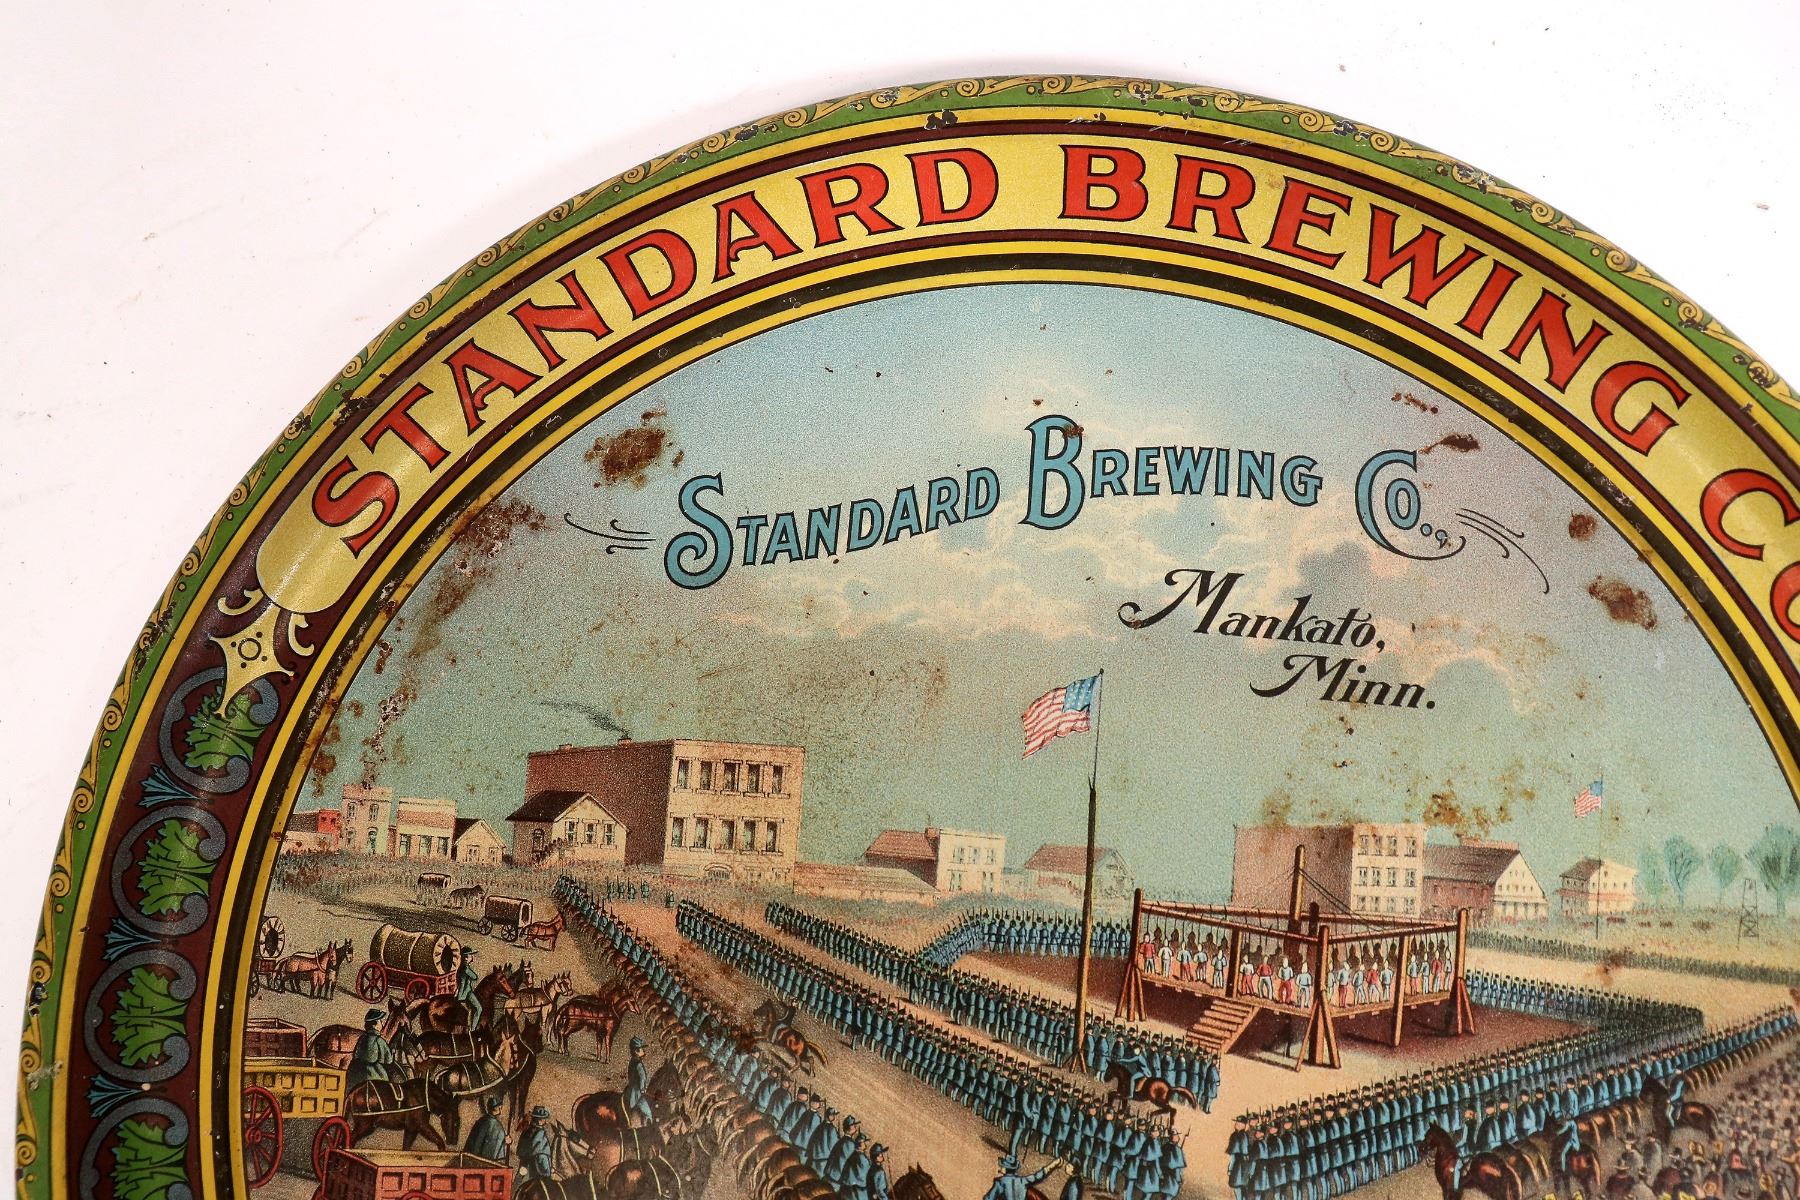 STANDARD BREWING CO
STANDARD BREWING CO..
Mankato,
Minn.